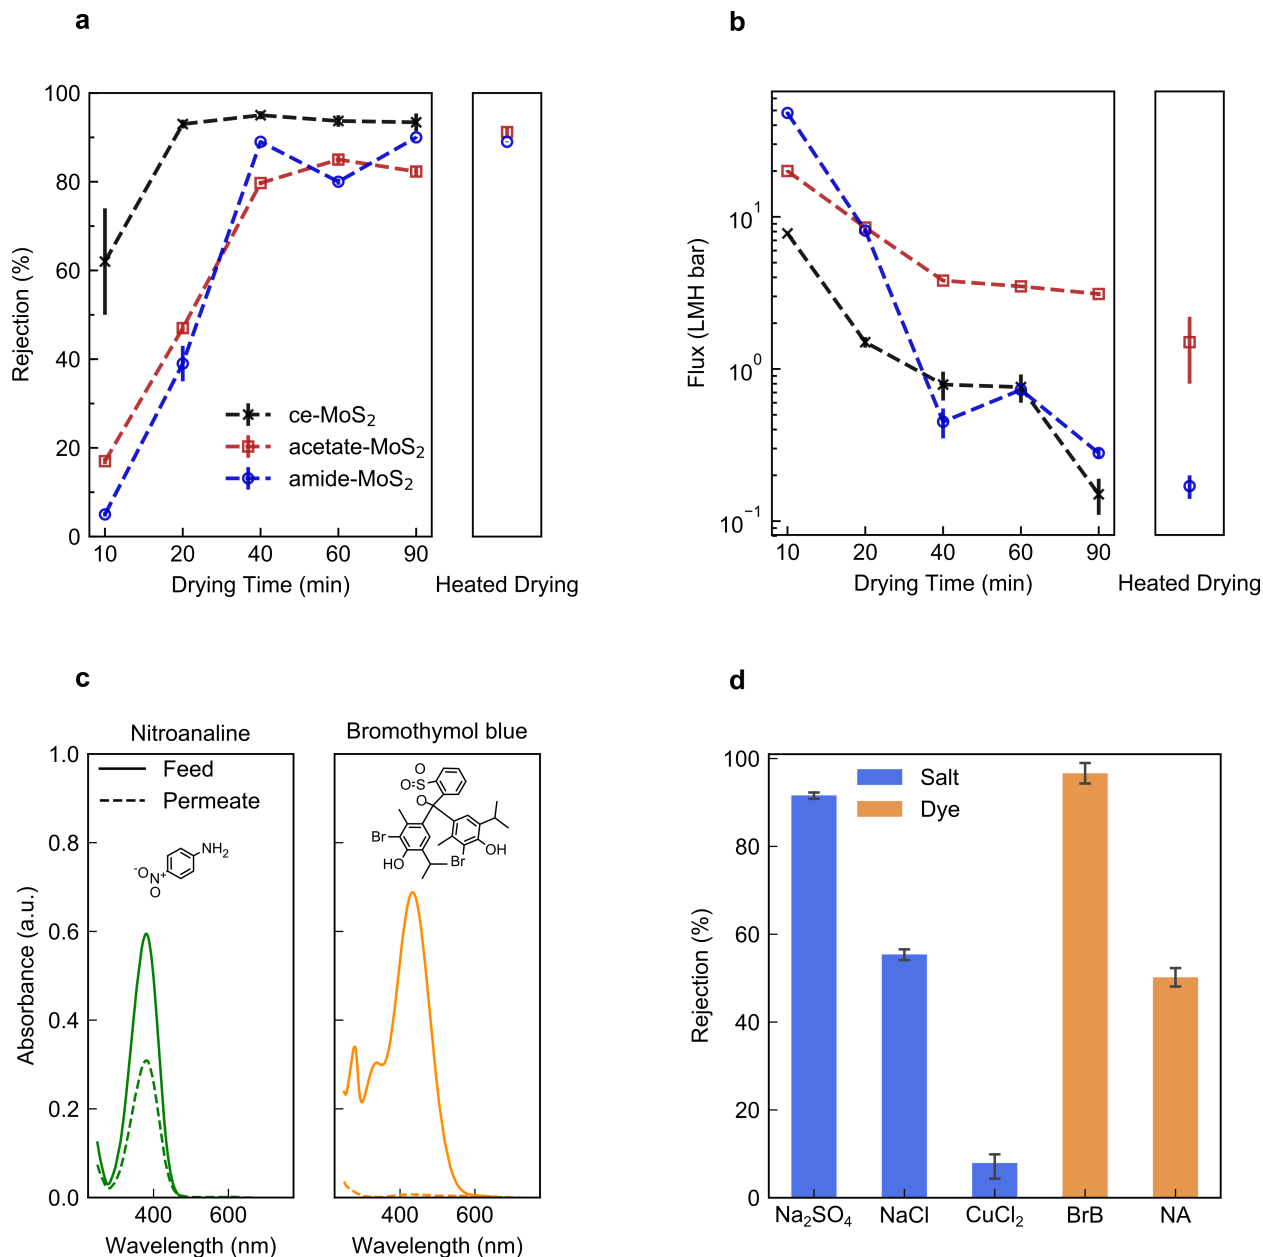 a
100
80
60
40
20
0
Rejection (%)
ce-MoS₂
acetate-MoS₂
amide-MoS₂
10 20 40 60 90
Drying Time (min)
Heated Drying
b
10¹
10⁰
10⁻¹
Flux (LMH bar)
10 20 40 60 90
Drying Time (min)
Heated Drying
c
Nitroanaline
Bromothymol blue
1.0
0.8
0.6
0.4
0.2
0.0
Absorbance (a.u.)
Feed
Permeate
NH₂
⁻O
N⁺
O
O
O
S
O
Br
HO
Br
OH
400 600
Wavelength (nm)
400 600
Wavelength (nm)
d
100
80
60
40
20
0
Rejection (%)
Salt
Dye
Na₂SO₄ NaCl CuCl₂ BrB NA